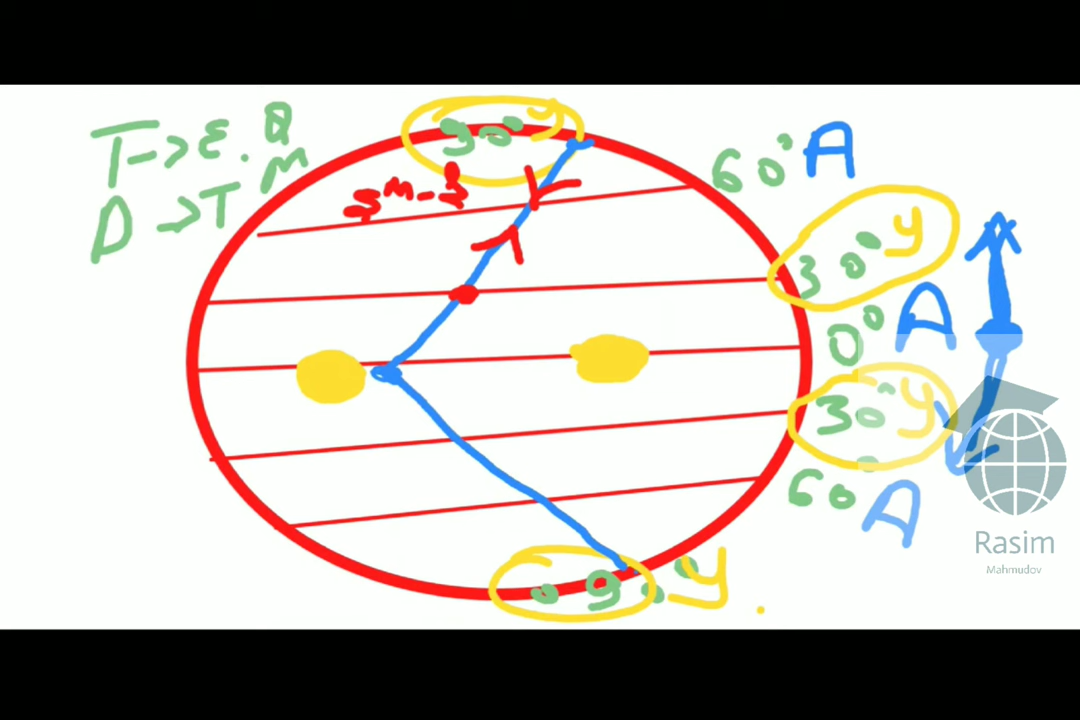 T->E.Q
D->T M
90° Y
60° A
30° Y
0° A
30° Y
60° A
90° Y
Rasim
Mahmudov